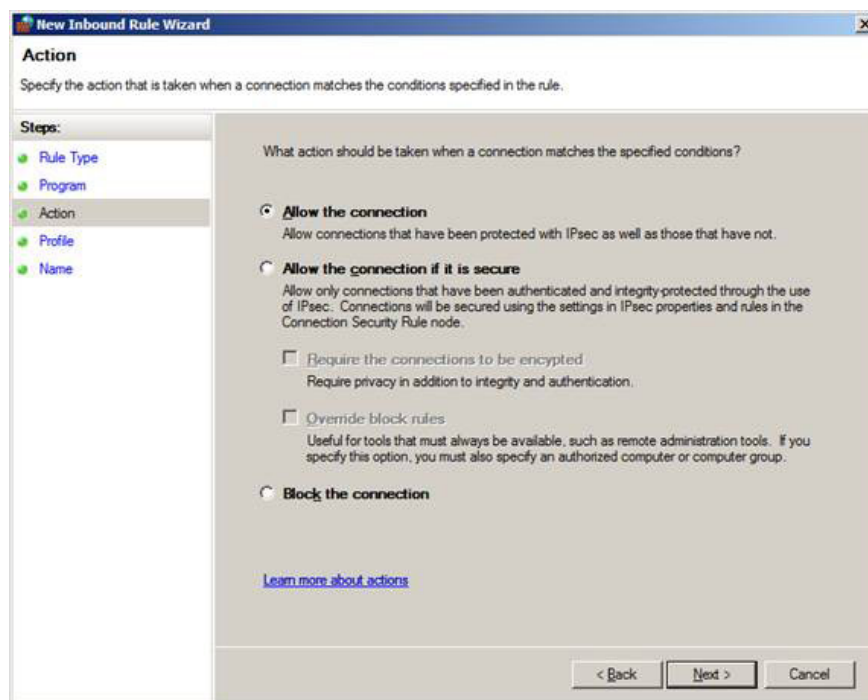 New Inbound Rule Wizard
Action
Specify the action that is taken when a connection matches the conditions specified in the rule.
Steps:
Rule Type
Program
Action
Profile
Name
What action should be taken when a connection matches the specified conditions?
Allow the connection
Allow connections that have been protected with IPsec as well as those that have not.
Allow the connection if it is secure
Allow only connections that have been authenticated and integrity-protected through the use
of IPsec. Connections will be secured using the settings in IPsec properties and rules in the
Connection Security Rule node.
Require the connections to be encrypted
Require privacy in addition to integrity and authentication.
Override block rules
Useful for tools that must always be available, such as remote administration tools. If you
specify this option, you must also specify an authorized computer or computer group.
Block the connection
Learn more about actions
< Back
Next >
Cancel